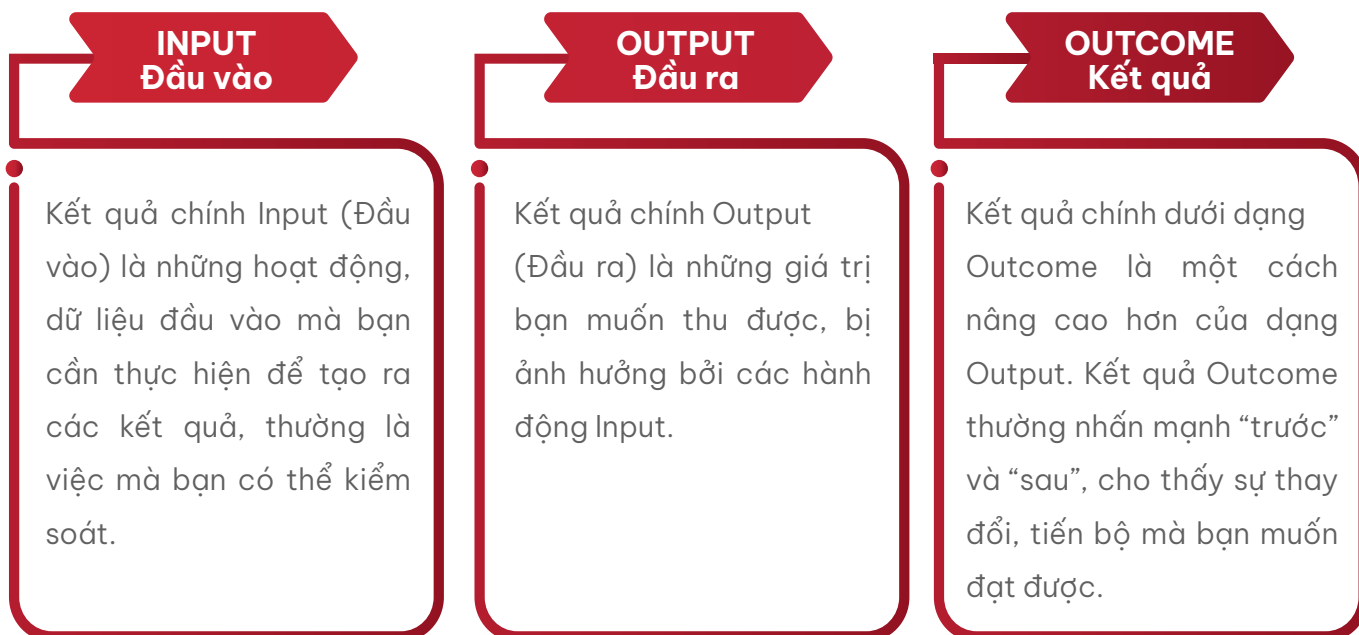 INPUT
Đầu vào
Kết quả chính Input (Đầu
vào) là những hoạt động,
dữ liệu đầu vào mà bạn
cần thực hiện để tạo ra
các kết quả, thường là
việc mà bạn có thể kiểm
soát.
OUTPUT
Đầu ra
Kết quả chính Output
(Đầu ra) là những giá trị
bạn muốn thu được, bị
ảnh hưởng bởi các hành
động Input.
OUTCOME
Kết quả
Kết quả chính dưới dạng
Outcome là một cách
nâng cao hơn của dạng
Output. Kết quả Outcome
thường nhấn mạnh “trước”
và “sau”, cho thấy sự thay
đổi, tiến bộ mà bạn muốn
đạt được.